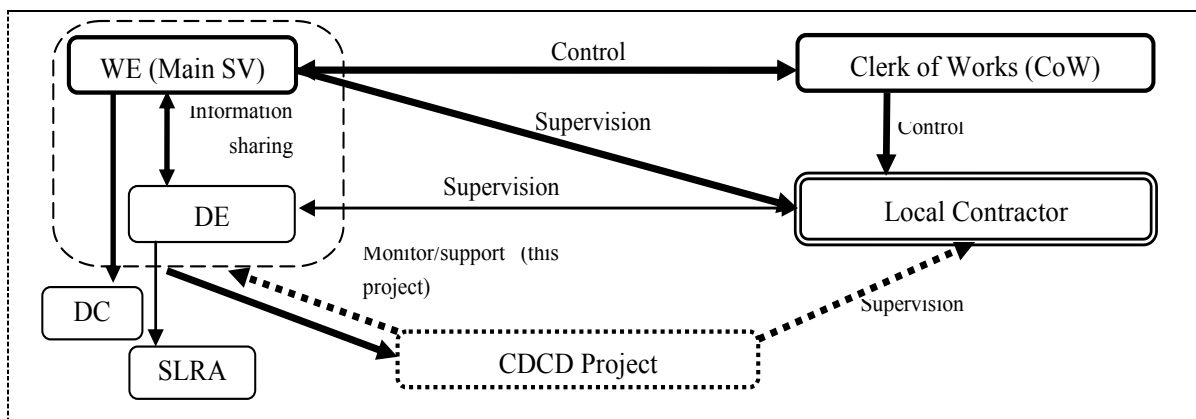 WE (Main SV)
Control
Clerk of Works (CoW)
Information
sharing
Supervision
Control
DE
Supervision
Local Contractor
Monitor/support (this
project)
DC
Supervision
CDCD Project
SLRA